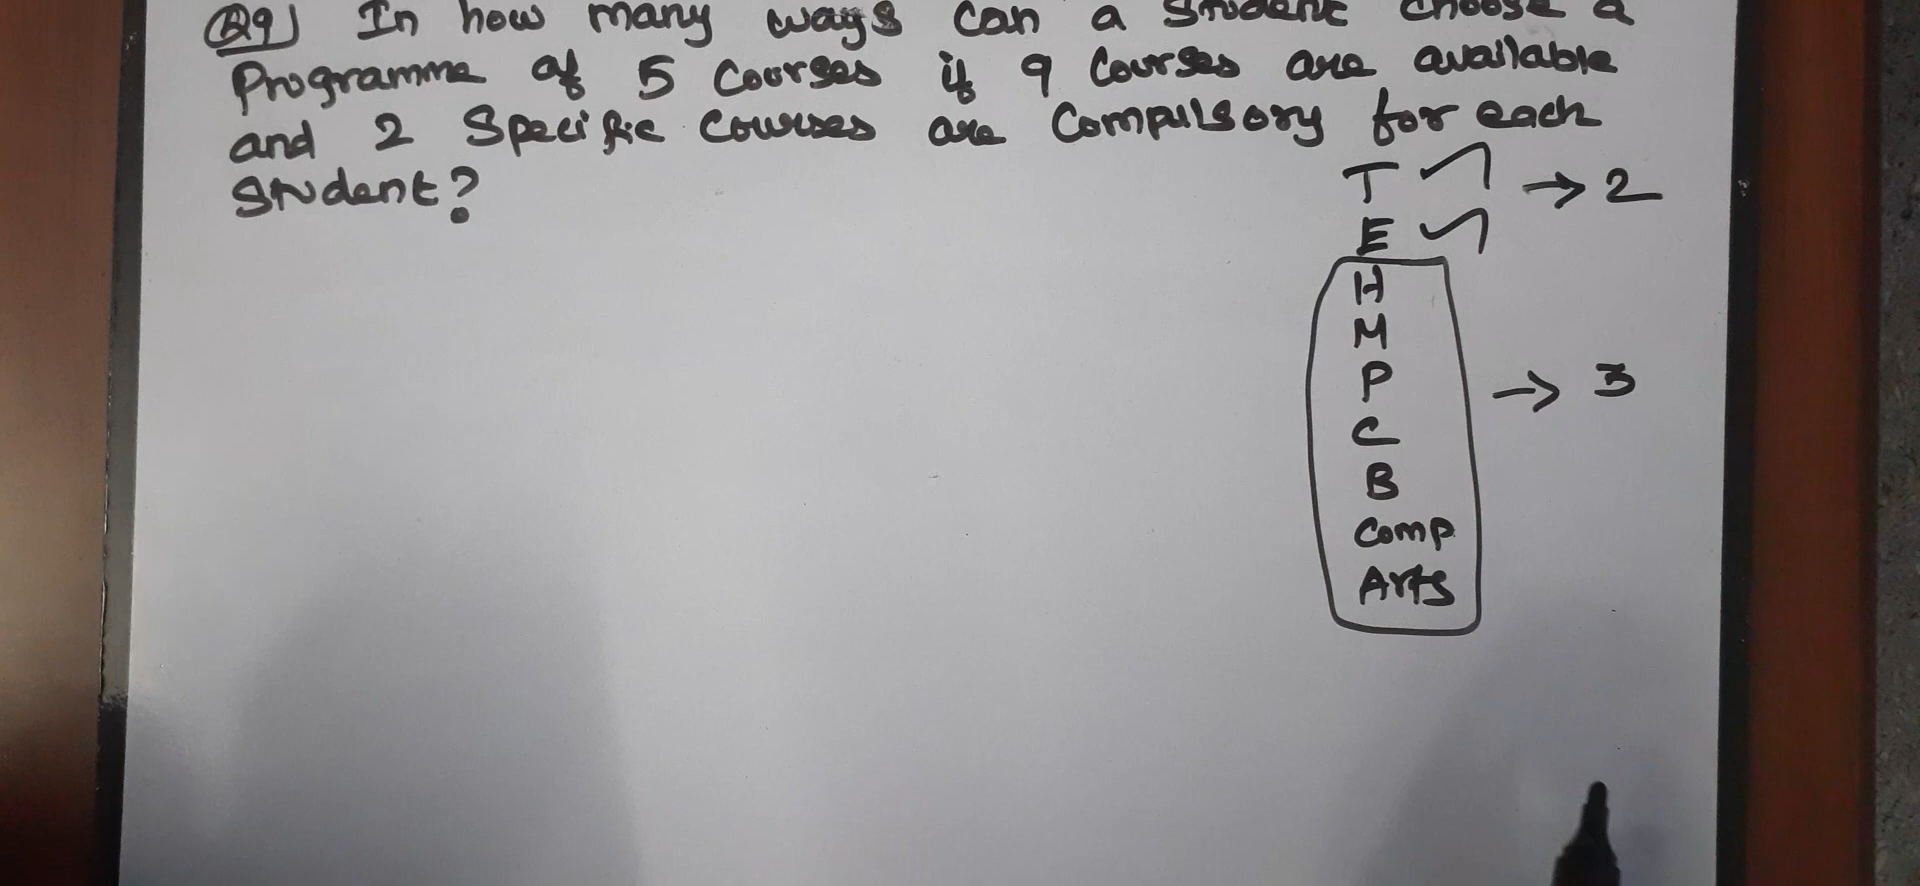 Q9) In how many ways can a student choose a
Programme of 5 Courses if 9 Courses are available
and 2 Specific Courses are Compulsory for each
Student?
T → 2
E
H
M
P → 3
C
B
Comp
Arts